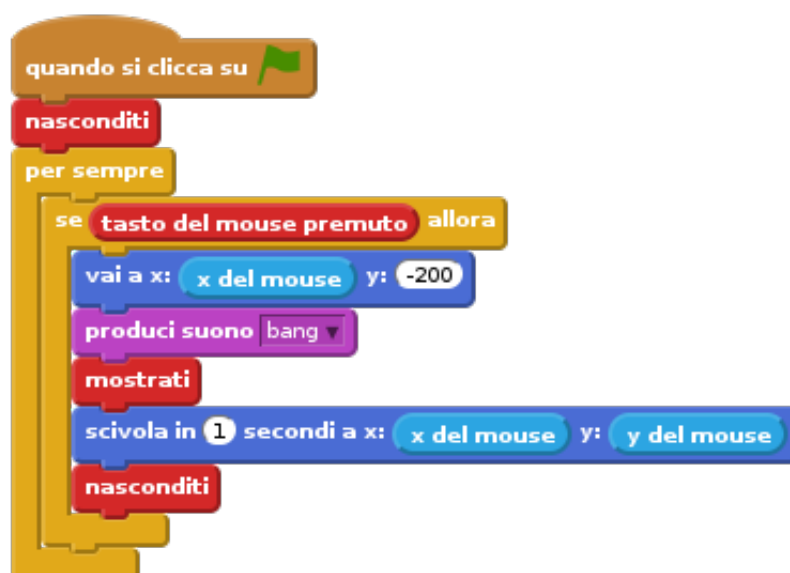 quando si clicca su
nasconditi
per sempre
se tasto del mouse premuto allora
vai a x: x del mouse y: -200
produci suono bang
mostrati
scivola in 1 secondi a x: x del mouse y: y del mouse
nasconditi